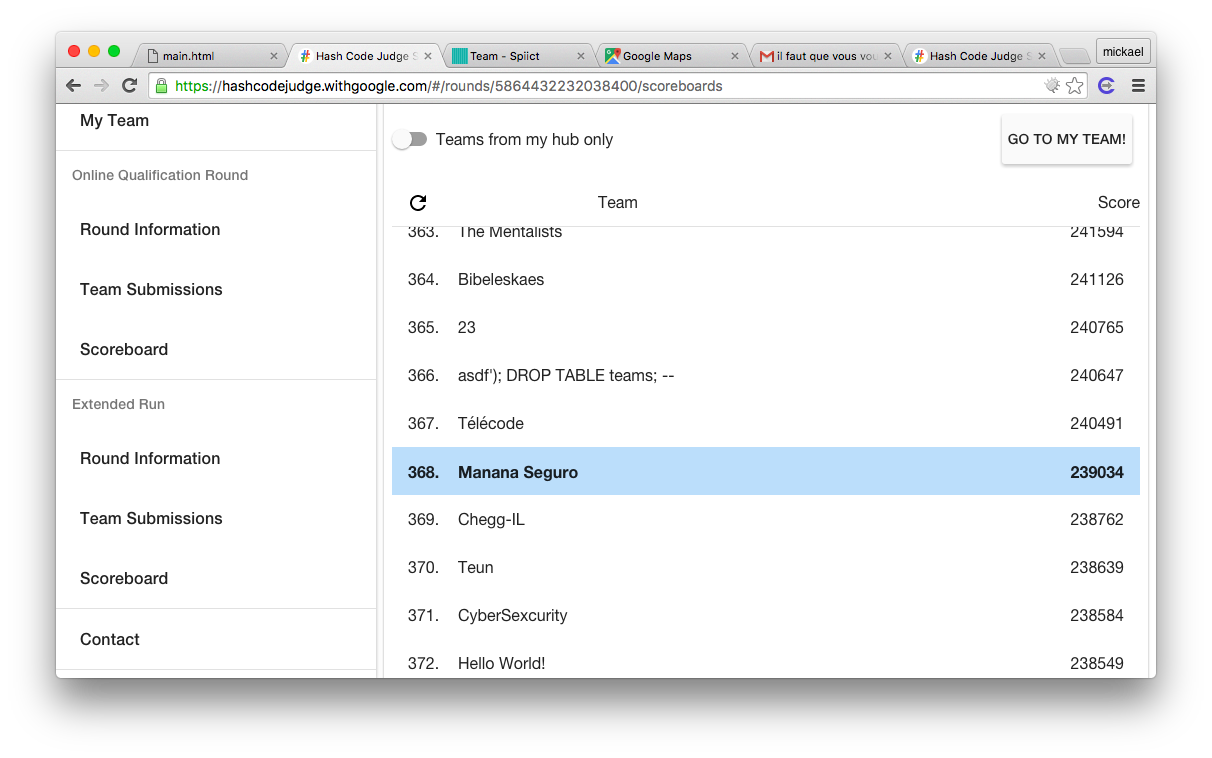 main.html
Hash Code Judge S
Team - Spiict
Google Maps
il faut que vous vou
Hash Code Judge S
mickael
https://hashcodejudge.withgoogle.com/#/rounds/5864432232038400/scoreboards
My Team
Online Qualification Round
Round Information
Team Submissions
Scoreboard
Extended Run
Round Information
Team Submissions
Scoreboard
Contact
Teams from my hub only
GO TO MY TEAM!
Team Score
363. The Mentalists 241594
364. Bibeleskaes 241126
365. 23 240765
366. asdf'); DROP TABLE teams; -- 240647
367. Télécode 240491
368. Manana Seguro 239034
369. Chegg-IL 238762
370. Teun 238639
371. CyberSexcurity 238584
372. Hello World! 238549